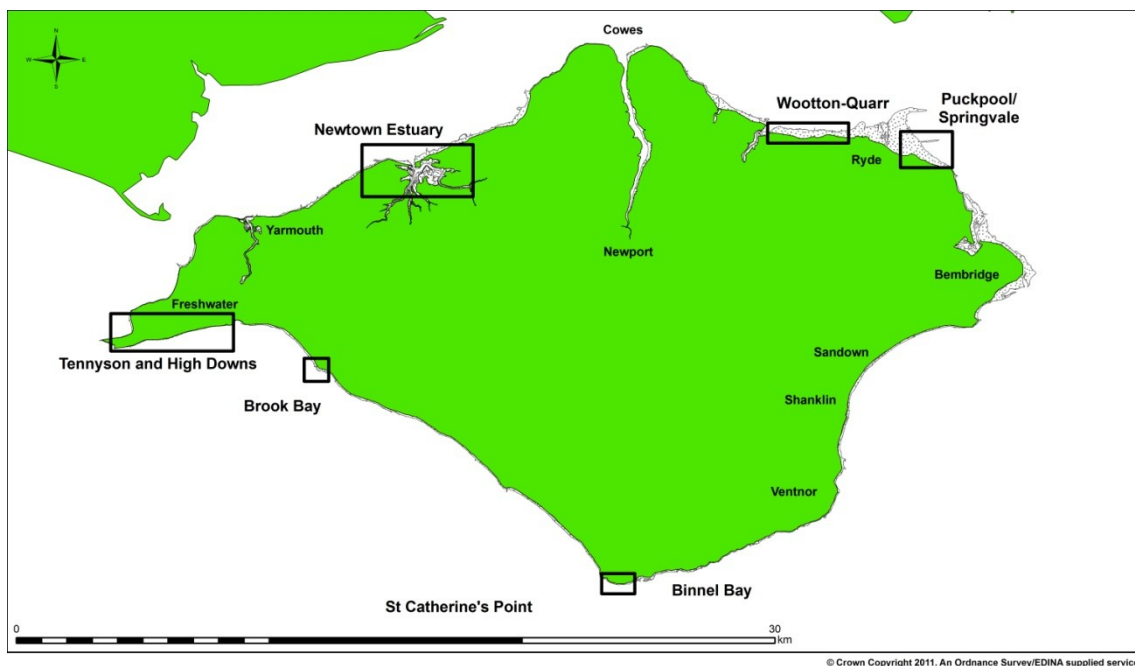 N
W E
S
Cowes
Wootton-Quarr
Puckpool/
Springvale
Newtown Estuary
Ryde
Yarmouth
Newport
Bembridge
Freshwater
Tennyson and High Downs
Sandown
Brook Bay
Shanklin
Ventnor
St Catherine's Point
Binnel Bay
0 30
km
© Crown Copyright 2011. An Ordnance Survey/EDINA supplied service